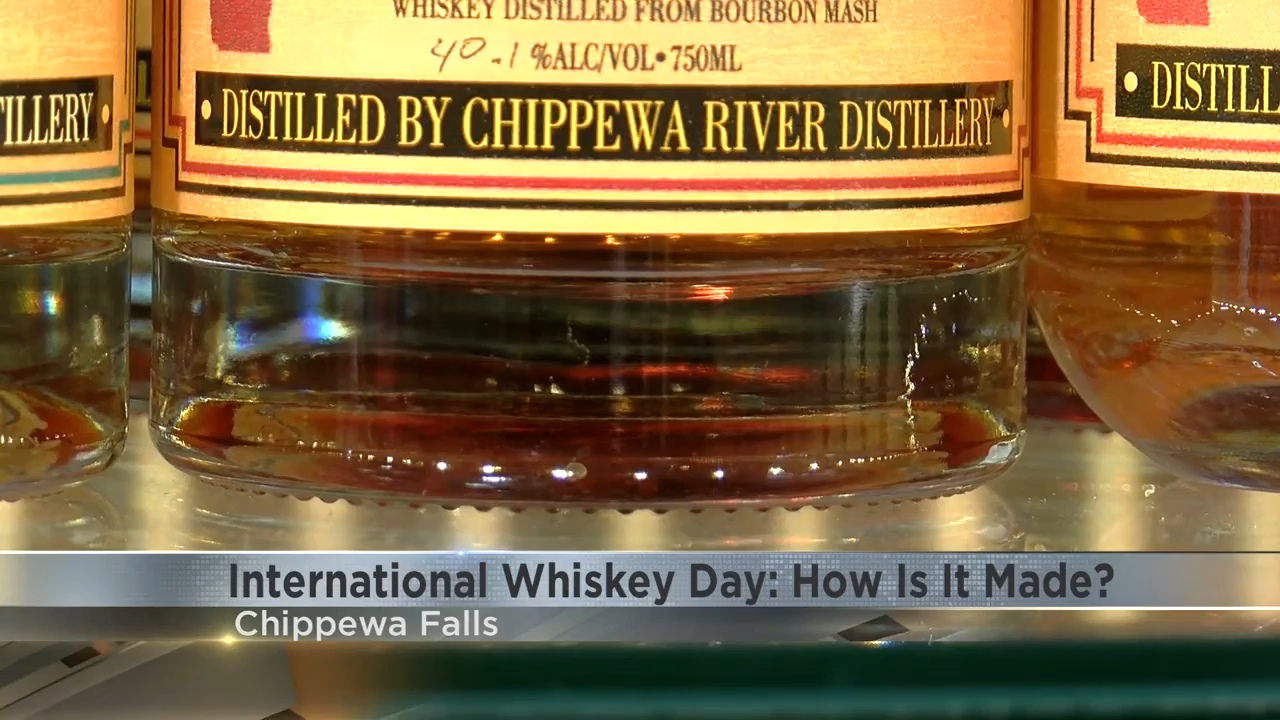 WHISKEY DISTILLED FROM BOURBON MASH
40.1 %ALC/VOL• 750ML
TILLERY •
• DISTILLED BY CHIPPEWA RIVER DISTILLERY •
• DISTILL
International Whiskey Day: How Is It Made?
Chippewa Falls